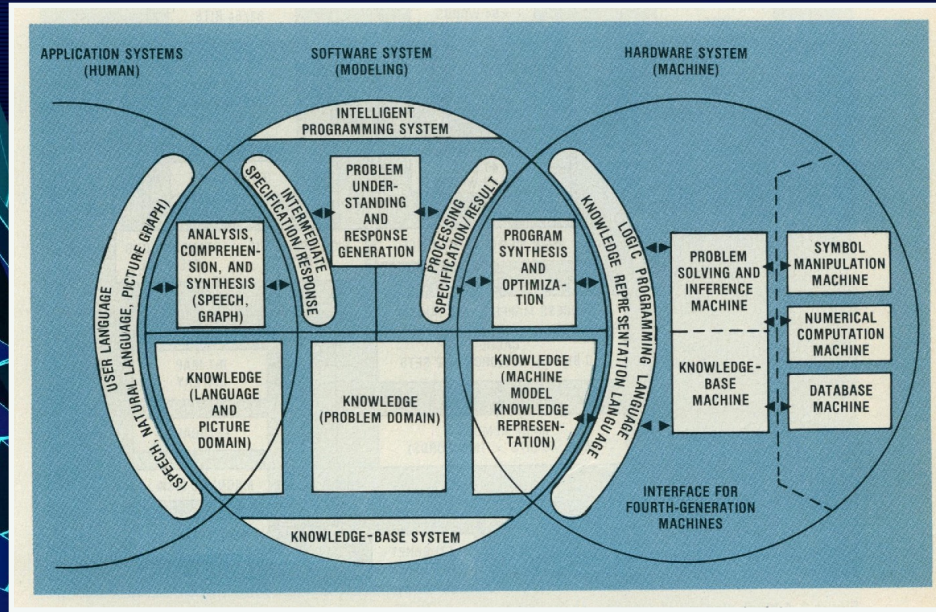 APPLICATION SYSTEMS
(HUMAN)
SOFTWARE SYSTEM
(MODELING)
HARDWARE SYSTEM
(MACHINE)
INTELLIGENT
PROGRAMMING SYSTEM
USER LANGUAGE
(SPEECH, NATURAL LANGUAGE, PICTURE GRAPH)
ANALYSIS,
COMPREHEN-
SION, AND
SYNTHESIS
(SPEECH,
GRAPH)
INTERMEDIATE
SPECIFICATION/RESPONSE
PROBLEM
UNDER-
STANDING
AND
RESPONSE
GENERATION
PROCESSING
SPECIFICATION/RESULT
PROGRAM
SYNTHESIS
AND
OPTIMIZA-
TION
LOGIC PROGRAMMING LANGUAGE
KNOWLEDGE REPRESENTATION LANGUAGE
PROBLEM
SOLVING AND
INFERENCE
MACHINE
SYMBOL
MANIPULATION
MACHINE
NUMERICAL
COMPUTATION
MACHINE
KNOWLEDGE
(LANGUAGE
AND
PICTURE
DOMAIN)
KNOWLEDGE
(PROBLEM DOMAIN)
KNOWLEDGE
(MACHINE
MODEL
KNOWLEDGE
REPRESEN-
TATION)
KNOWLEDGE-
BASE
MACHINE
DATABASE
MACHINE
INTERFACE FOR
FOURTH-GENERATION
MACHINES
KNOWLEDGE-BASE SYSTEM